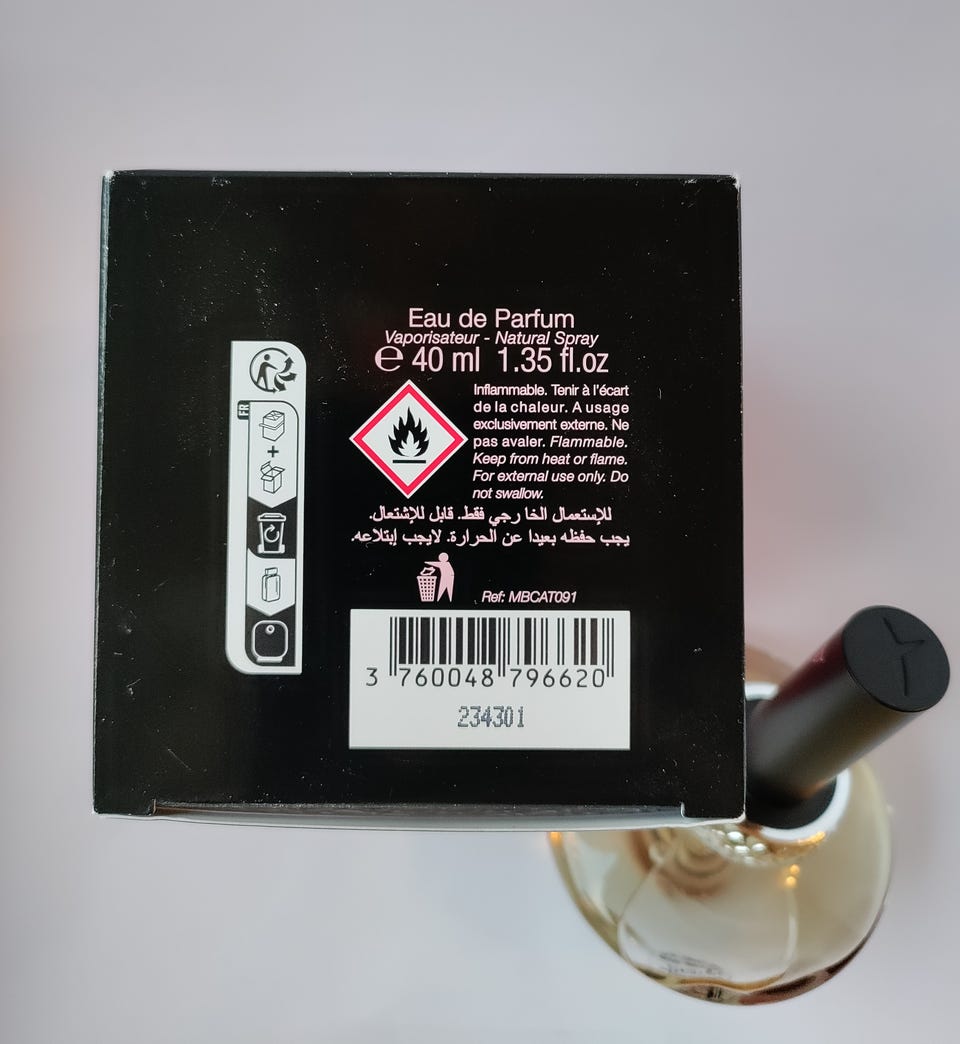 Eau de Parfum
Vaporisateur - Natural Spray
℮ 40 ml 1.35 fl.oz
Inflammable. Tenir à l'écart
de la chaleur. A usage
exclusivement externe. Ne
pas avaler. Flammable.
Keep from heat or flame.
For external use only. Do
not swallow.
للإستعمال الخا رجي فقط. قابل للإشتعال.
يجب حفظه بعيدا عن الحرارة. لايجب إبتلاعه.
FR
+
Ref: MBCAT091
3 760048 796620
234301